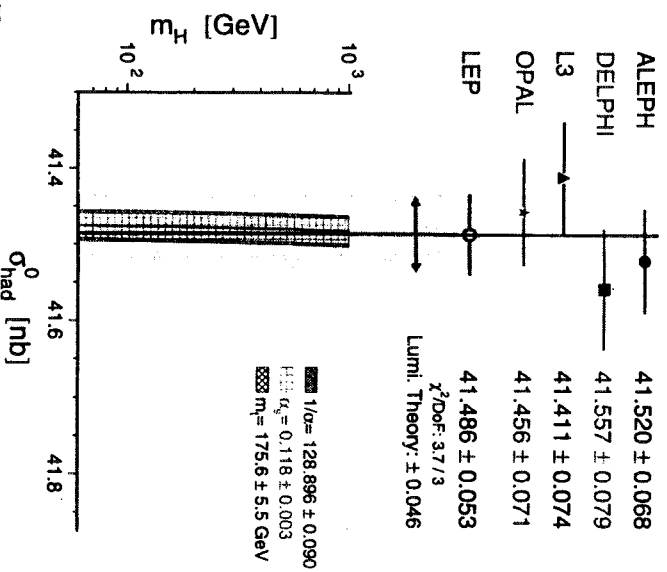 ALEPH 41.520 ± 0.068
DELPHI 41.557 ± 0.079
L3 41.411 ± 0.074
OPAL 41.456 ± 0.071
LEP 41.486 ± 0.053
χ²/DoF: 3.7 / 3
Lumi. Theory: ± 0.046
1/α= 128.896 ± 0.090
αₛ= 0.118 ± 0.003
mₜ= 175.6 ± 5.5 GeV
10³
10²
m_H [GeV]
41.4 41.6 41.8
σ⁰_had [nb]